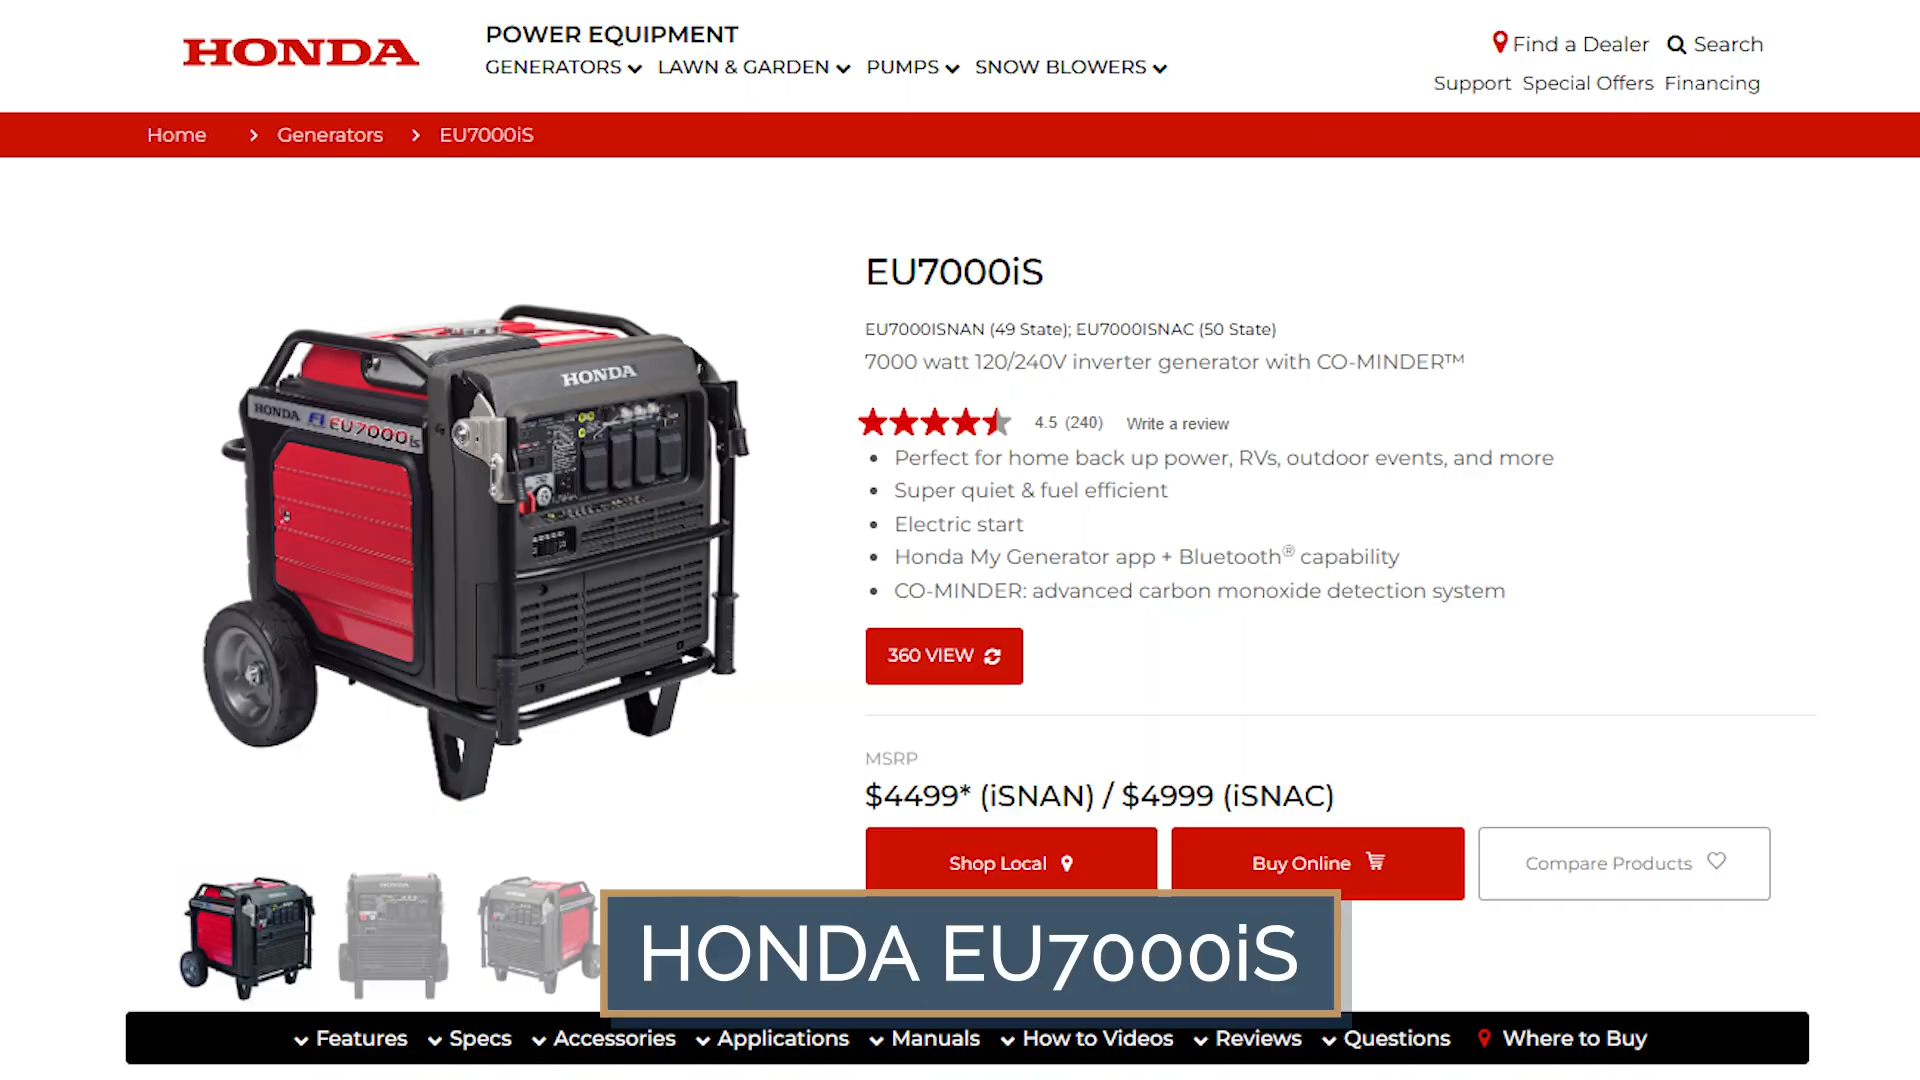 HONDA
POWER EQUIPMENT
GENERATORS LAWN & GARDEN PUMPS SNOW BLOWERS
Find a Dealer Search
Support Special Offers Financing
Home > Generators > EU7000iS
HONDA
HONDA FI EU7000is
EU7000iS
EU7000ISNAN (49 State); EU7000ISNAC (50 State)
7000 watt 120/240V inverter generator with CO-MINDER™
4.5 (240) Write a review
• Perfect for home back up power, RVs, outdoor events, and more
• Super quiet & fuel efficient
• Electric start
• Honda My Generator app + Bluetooth® capability
• CO-MINDER: advanced carbon monoxide detection system
360 VIEW
MSRP
$4499* (iSNAN) / $4999 (iSNAC)
Shop Local Buy Online Compare Products
HONDA
HONDA EU7000iS
Features Specs Accessories Applications Manuals How to Videos Reviews Questions Where to Buy